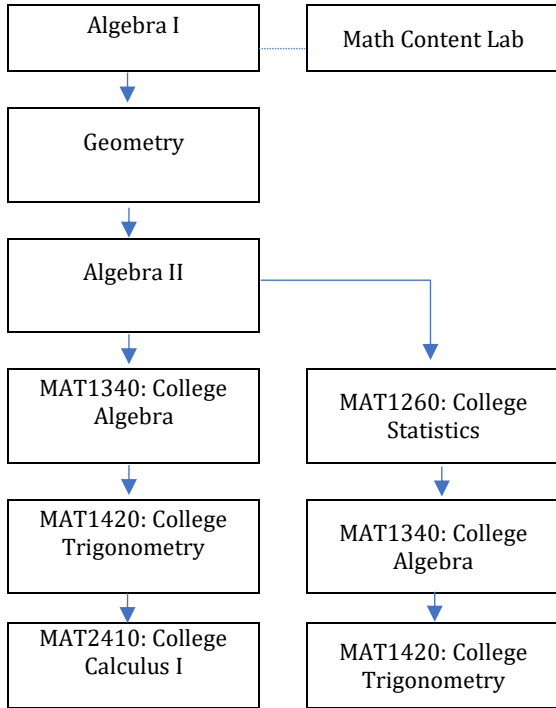 Algebra I
Math Content Lab
Geometry
Algebra II
MAT1340: College
Algebra
MAT1260: College
Statistics
MAT1420: College
Trigonometry
MAT1340: College
Algebra
MAT2410: College
Calculus I
MAT1420: College
Trigonometry